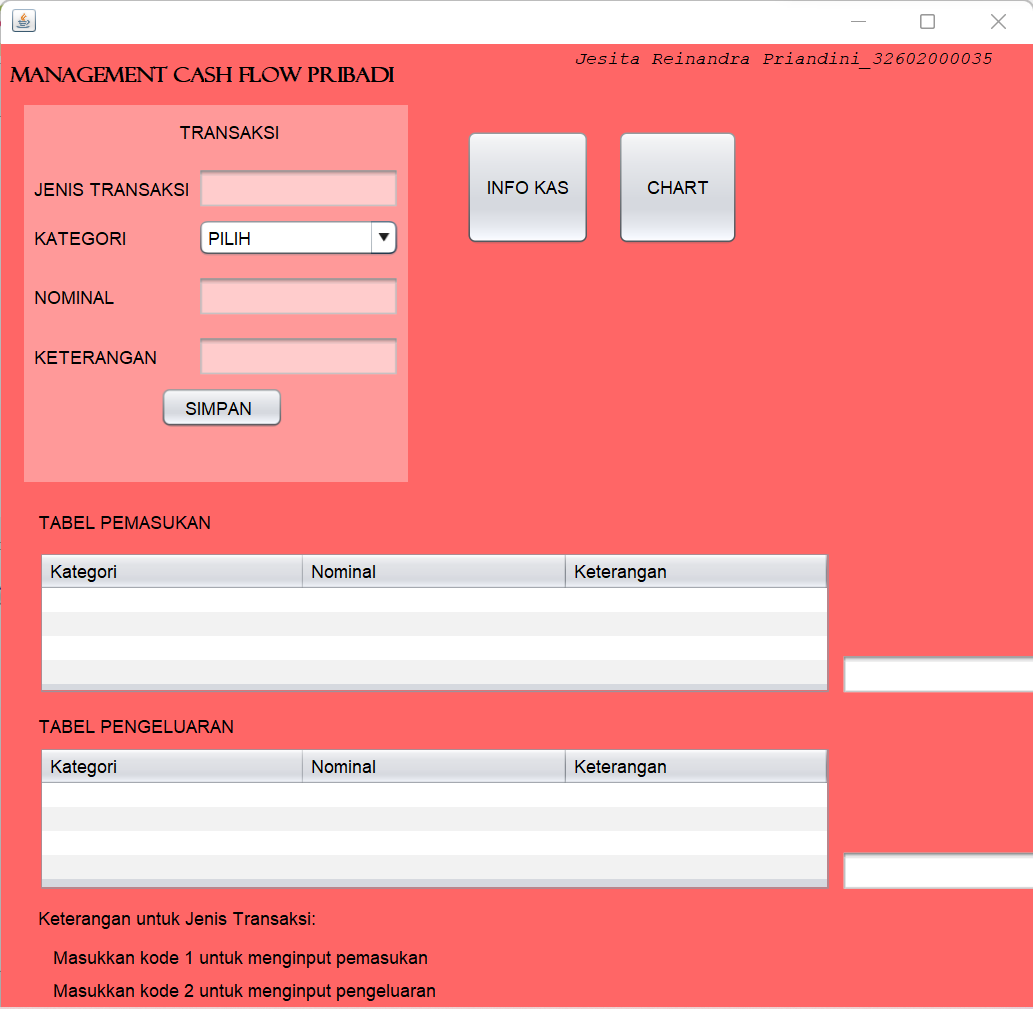 Jesita Reinandra Priandini_32602000035
MANAGEMENT CASH FLOW PRIBADI
TRANSAKSI
JENIS TRANSAKSI
KATEGORI PILIH
NOMINAL
KETERANGAN
SIMPAN
INFO KAS CHART
TABEL PEMASUKAN
Kategori Nominal Keterangan
TABEL PENGELUARAN
Kategori Nominal Keterangan
Keterangan untuk Jenis Transaksi:
Masukkan kode 1 untuk menginput pemasukan
Masukkan kode 2 untuk menginput pengeluaran